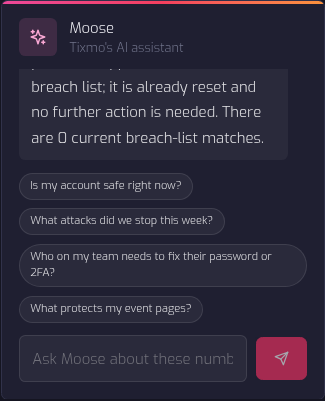 Moose
Tixmo's AI assistant
breach list; it is already reset and
no further action is needed. There
are 0 current breach-list matches.
Is my account safe right now?
What attacks did we stop this week?
Who on my team needs to fix their password or
2FA?
What protects my event pages?
Ask Moose about these numb